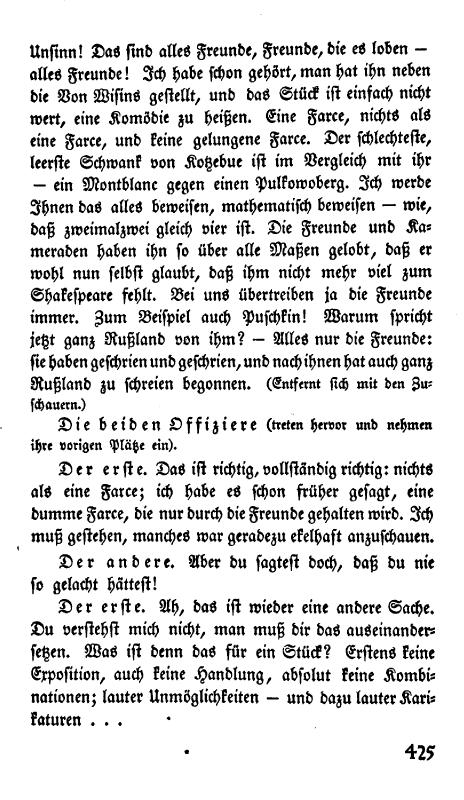 Unsinn! Das sind alles Freunde, Freunde, die es loben —
alles Freunde! Ich habe schon gehört, man hat ihn neben
die Von Wisins gestellt, und das Stück ist einfach nicht
wert, eine Komödie zu heißen. Eine Farce, nichts als
eine Farce, und keine gelungene Farce. Der schlechteste,
leerste Schwank von Kotzebue ist im Vergleich mit ihr
— ein Montblanc gegen einen Pulkowoberg. Ich werde
Ihnen das alles beweisen, mathematisch beweisen — wie,
daß zweimalzwei gleich vier ist. Die Freunde und Ka-
meraden haben ihn so über alle Maßen gelobt, daß er
wohl nun selbst glaubt, daß ihm nicht mehr viel zum
Shakespeare fehlt. Bei uns übertreiben ja die Freunde
immer. Zum Beispiel auch Puschkin! Warum spricht
jetzt ganz Rußland von ihm? — Alles nur die Freunde:
sie haben geschrien und geschrien, und nach ihnen hat auch ganz
Rußland zu schreien begonnen. (Entfernt sich mit den Zu-
schauern.)
Die beiden Offiziere (treten hervor und nehmen
ihre vorigen Plätze ein).
Der erste. Das ist richtig, vollständig richtig: nichts
als eine Farce; ich habe es schon früher gesagt, eine
dumme Farce, die nur durch die Freunde gehalten wird. Ich
muß gestehen, manches war geradezu ekelhaft anzuschauen.
Der andere. Aber du sagtest doch, daß du nie
so gelacht hättest!
Der erste. Ah, das ist wieder eine andere Sache.
Du verstehst mich nicht, man muß dir das auseinander-
setzen. Was ist denn das für ein Stück? Erstens keine
Exposition, auch keine Handlung, absolut keine Kombi-
nationen; lauter Unmöglichkeiten — und dazu lauter Kari-
katuren . . .
425